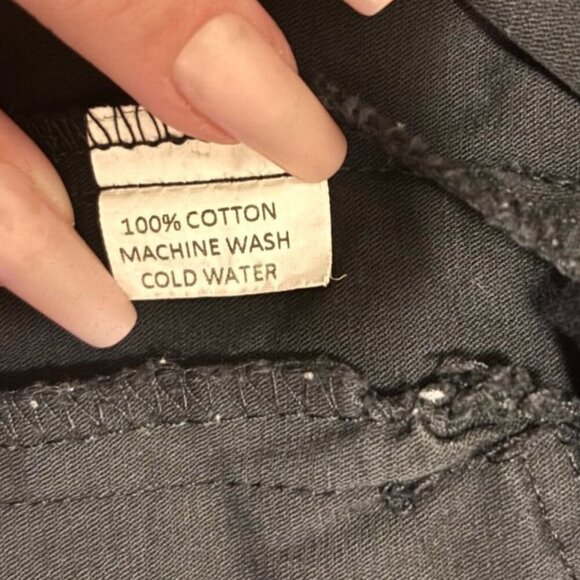 100% COTTON
MACHINE WASH
COLD WATER